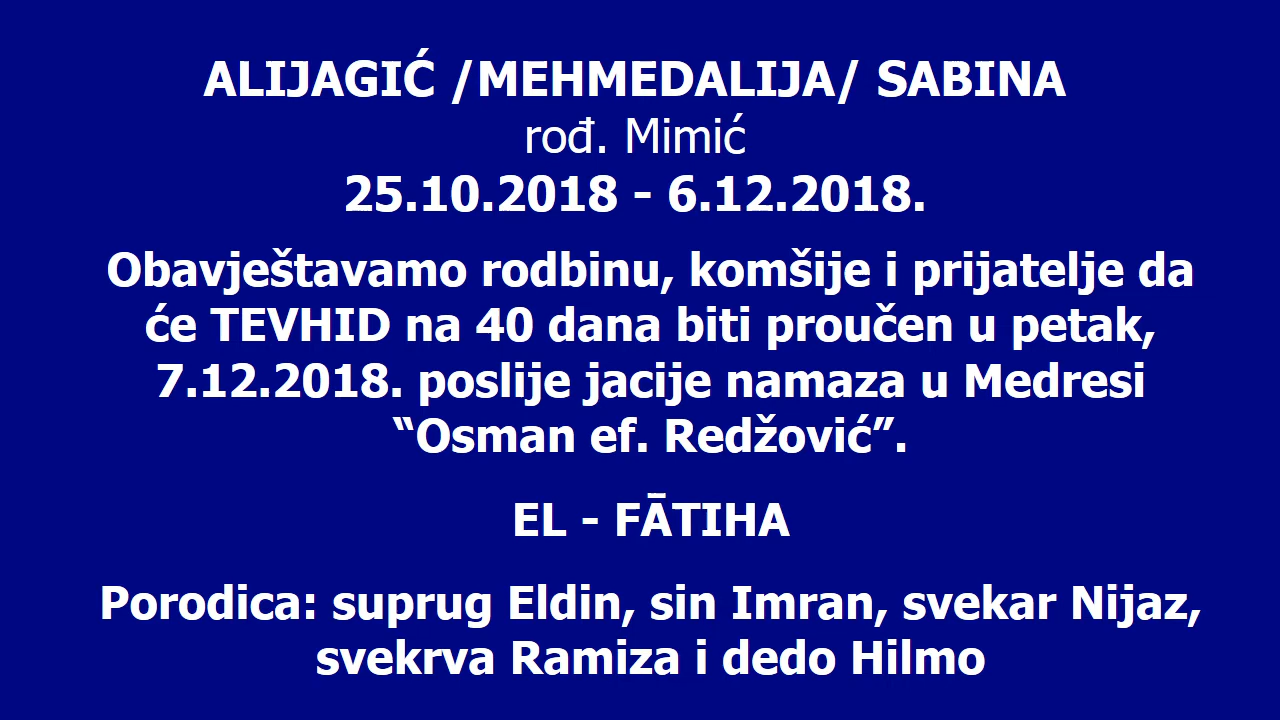 ALIJAGIĆ /MEHMEDALIJA/ SABINA
rođ. Mimić
25.10.2018 - 6.12.2018.
Obavještavamo rodbinu, komšije i prijatelje da
će TEVHID na 40 dana biti proučen u petak,
7.12.2018. poslije jacije namaza u Medresi
“Osman ef. Redžović”.
EL - FĀTIHA
Porodica: suprug Eldin, sin Imran, svekar Nijaz,
svekrva Ramiza i dedo Hilmo